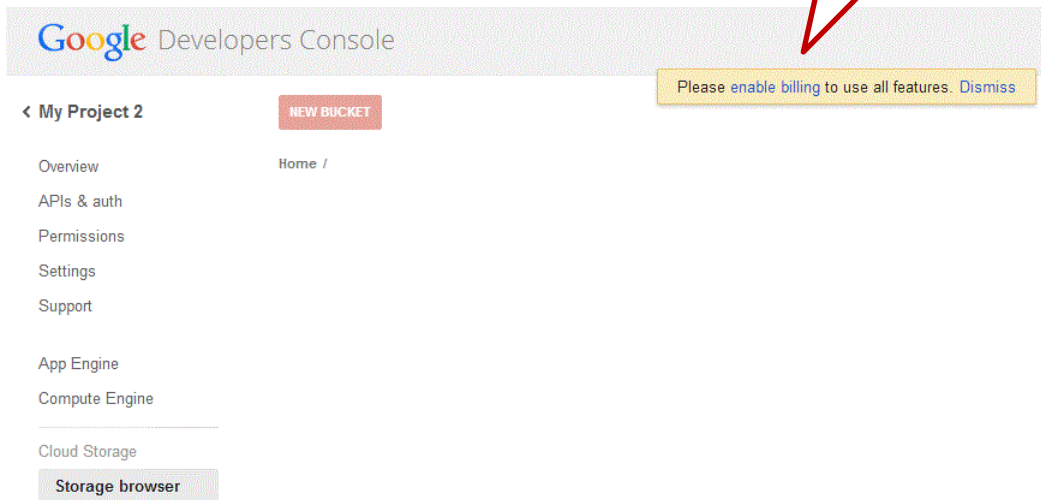 Google Developers Console
Please enable billing to use all features. Dismiss
< My Project 2
NEW BUCKET
Home /
Overview
APIs & auth
Permissions
Settings
Support
App Engine
Compute Engine
Cloud Storage
Storage browser